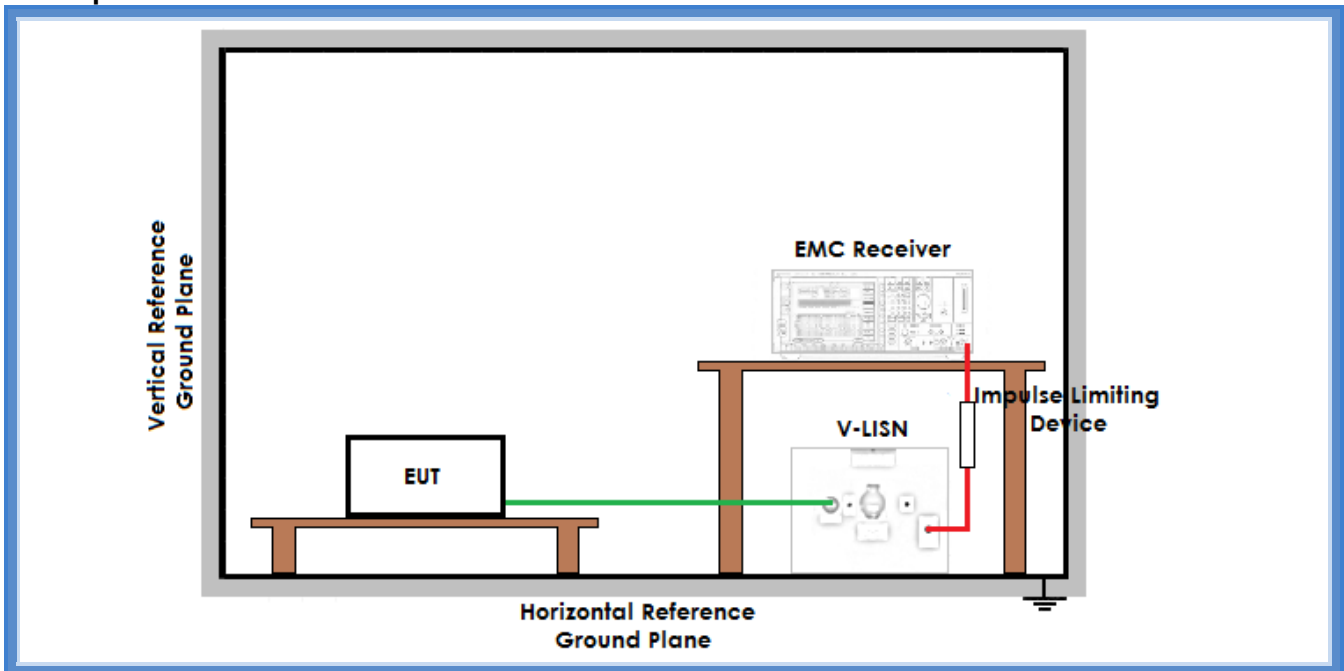 EMC Receiver
Vertical Reference
Ground Plane
Impulse Limiting
Device
V-LISN
EUT
Horizontal Reference
Ground Plane